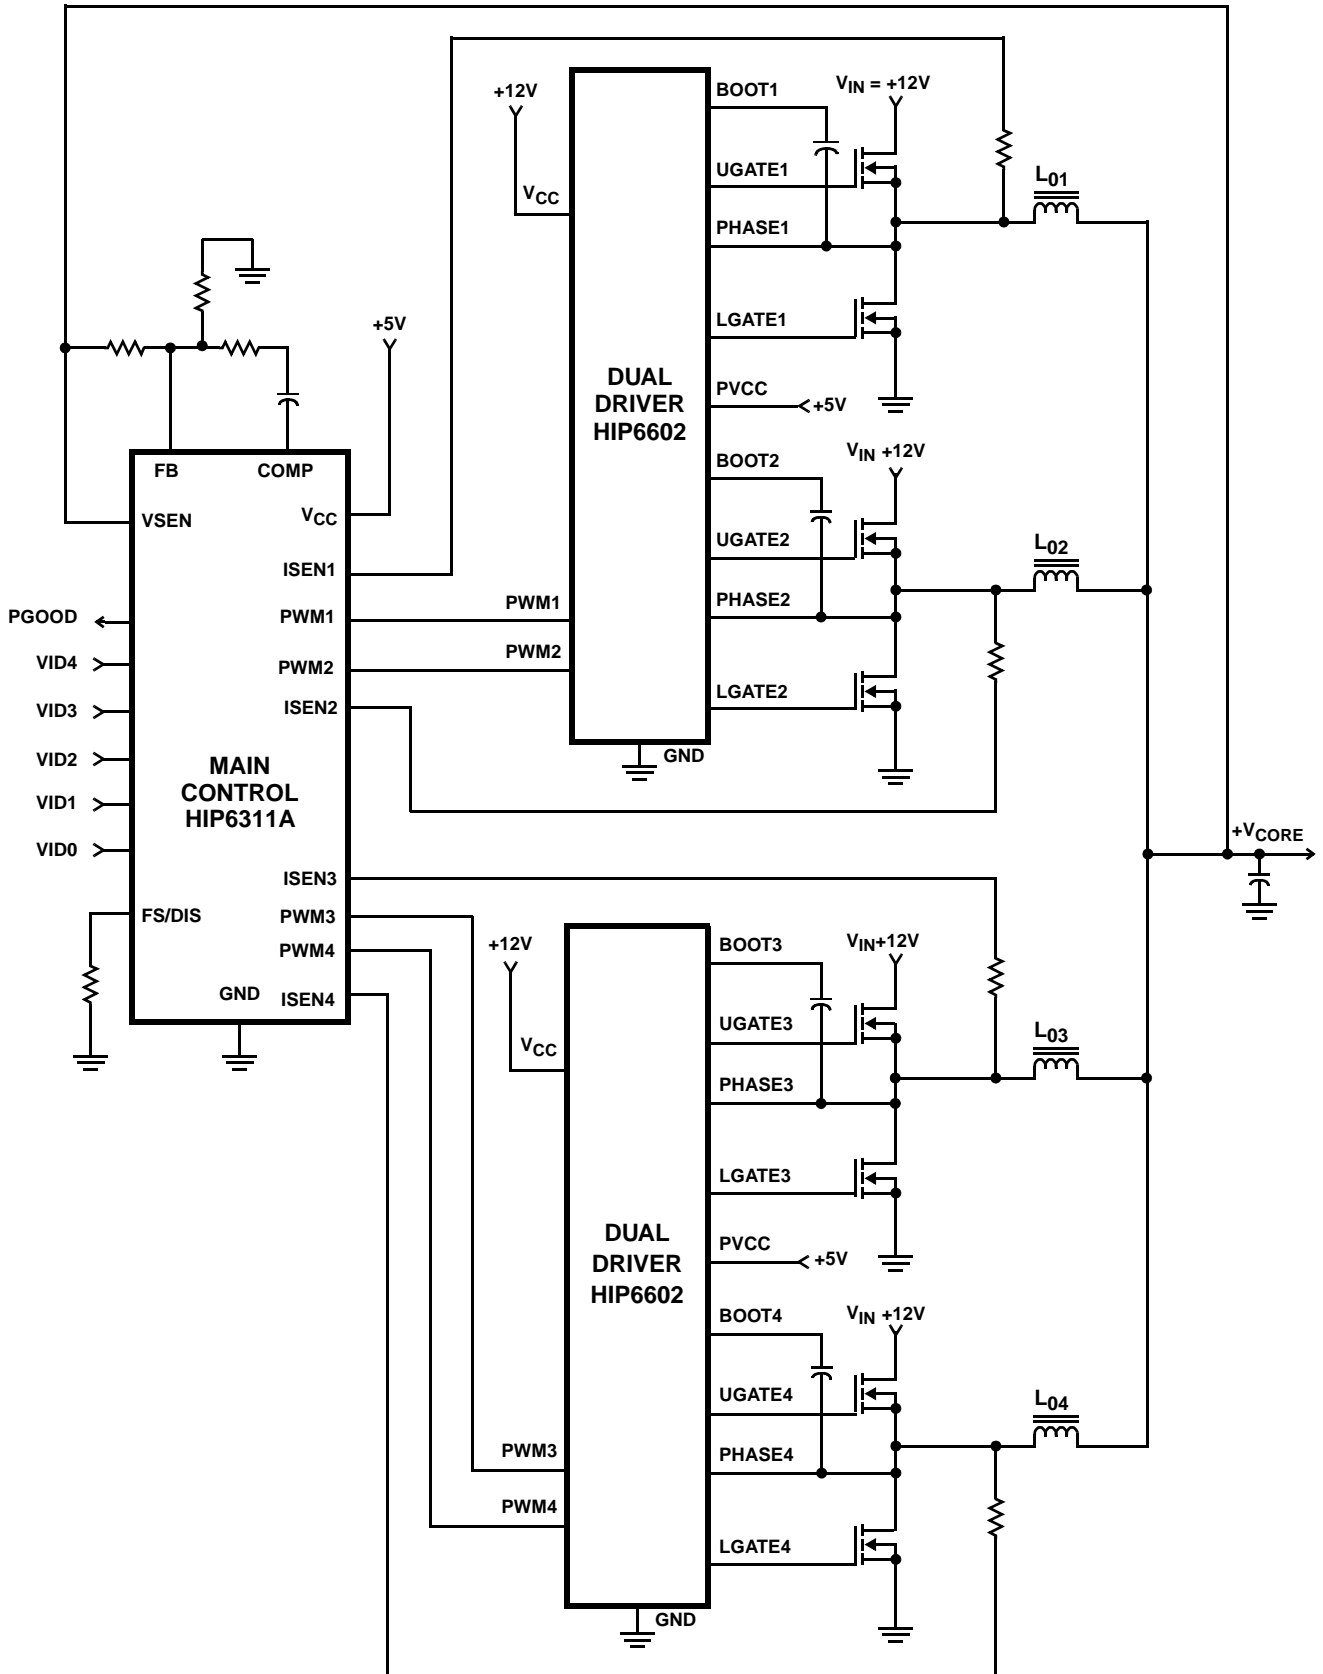 +12V
BOOT1
VIN = +12V
UGATE1
VCC
L01
PHASE1
LGATE1
+5V
DUAL
DRIVER
HIP6602
PVCC
+5V
VIN +12V
BOOT2
FB
COMP
VCC
VSEN
UGATE2
L02
ISEN1
PHASE2
PWM1
PWM1
PGOOD
PWM2
PWM2
VID4
LGATE2
ISEN2
VID3
GND
VID2
MAIN
CONTROL
HIP6311A
VID1
VID0
+VCORE
ISEN3
FS/DIS
PWM3
PWM4
GND
ISEN4
+12V
BOOT3
VIN+12V
UGATE3
VCC
L03
PHASE3
LGATE3
DUAL
DRIVER
HIP6602
PVCC
+5V
BOOT4
VIN +12V
UGATE4
L04
PWM3
PHASE4
PWM4
LGATE4
GND